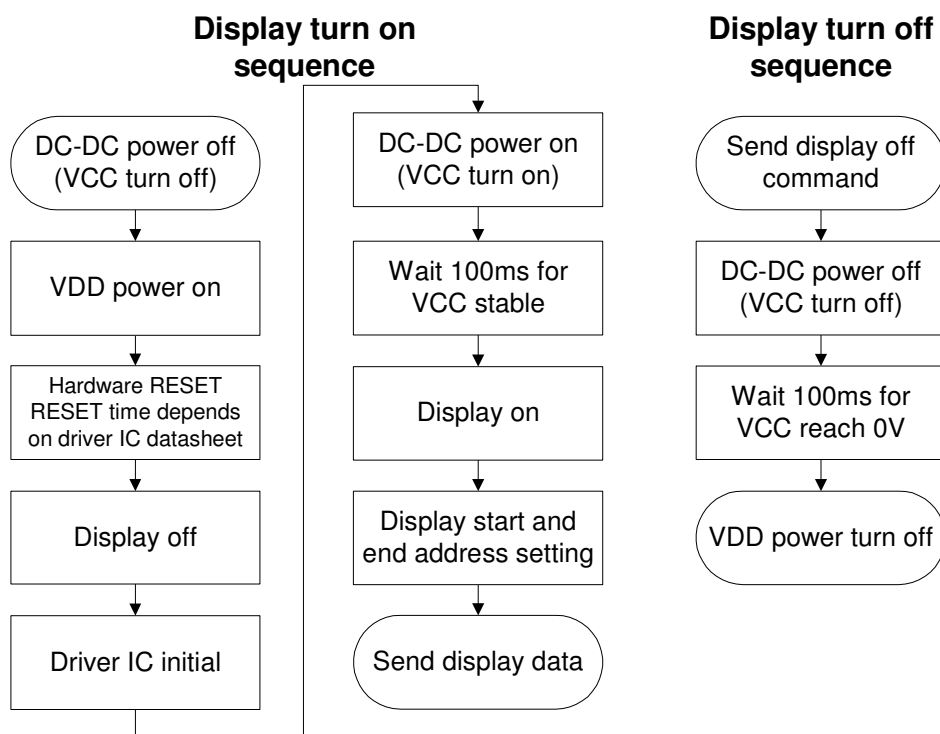 Display turn on
sequence
DC-DC power off
(VCC turn off)
VDD power on
Hardware RESET
RESET time depends
on driver IC datasheet
Display off
Driver IC initial
DC-DC power on
(VCC turn on)
Wait 100ms for
VCC stable
Display on
Display start and
end address setting
Send display data
Display turn off
sequence
Send display off
command
DC-DC power off
(VCC turn off)
Wait 100ms for
VCC reach 0V
VDD power turn off